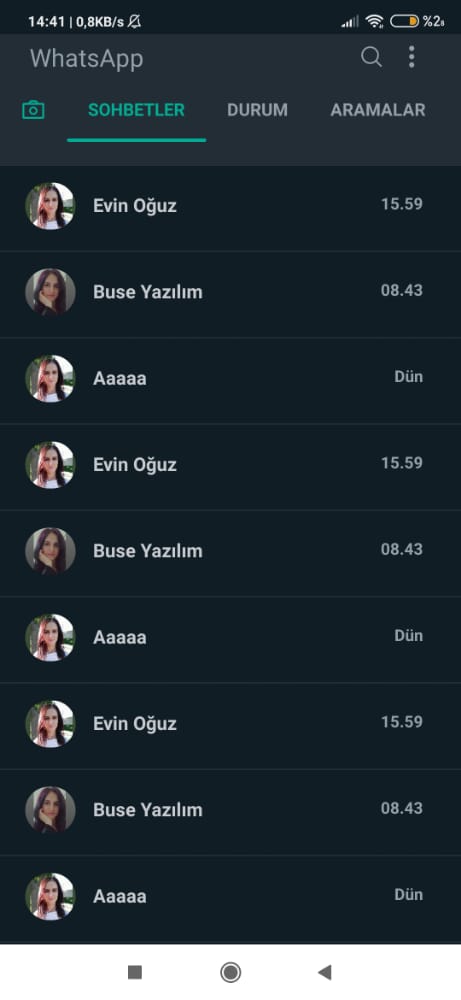 14:41 | 0,8KB/s
WhatsApp
SOHBETLER DURUM ARAMALAR
Evin Oğuz 15.59
Buse Yazılım 08.43
Aaaaa Dün
Evin Oğuz 15.59
Buse Yazılım 08.43
Aaaaa Dün
Evin Oğuz 15.59
Buse Yazılım 08.43
Aaaaa Dün